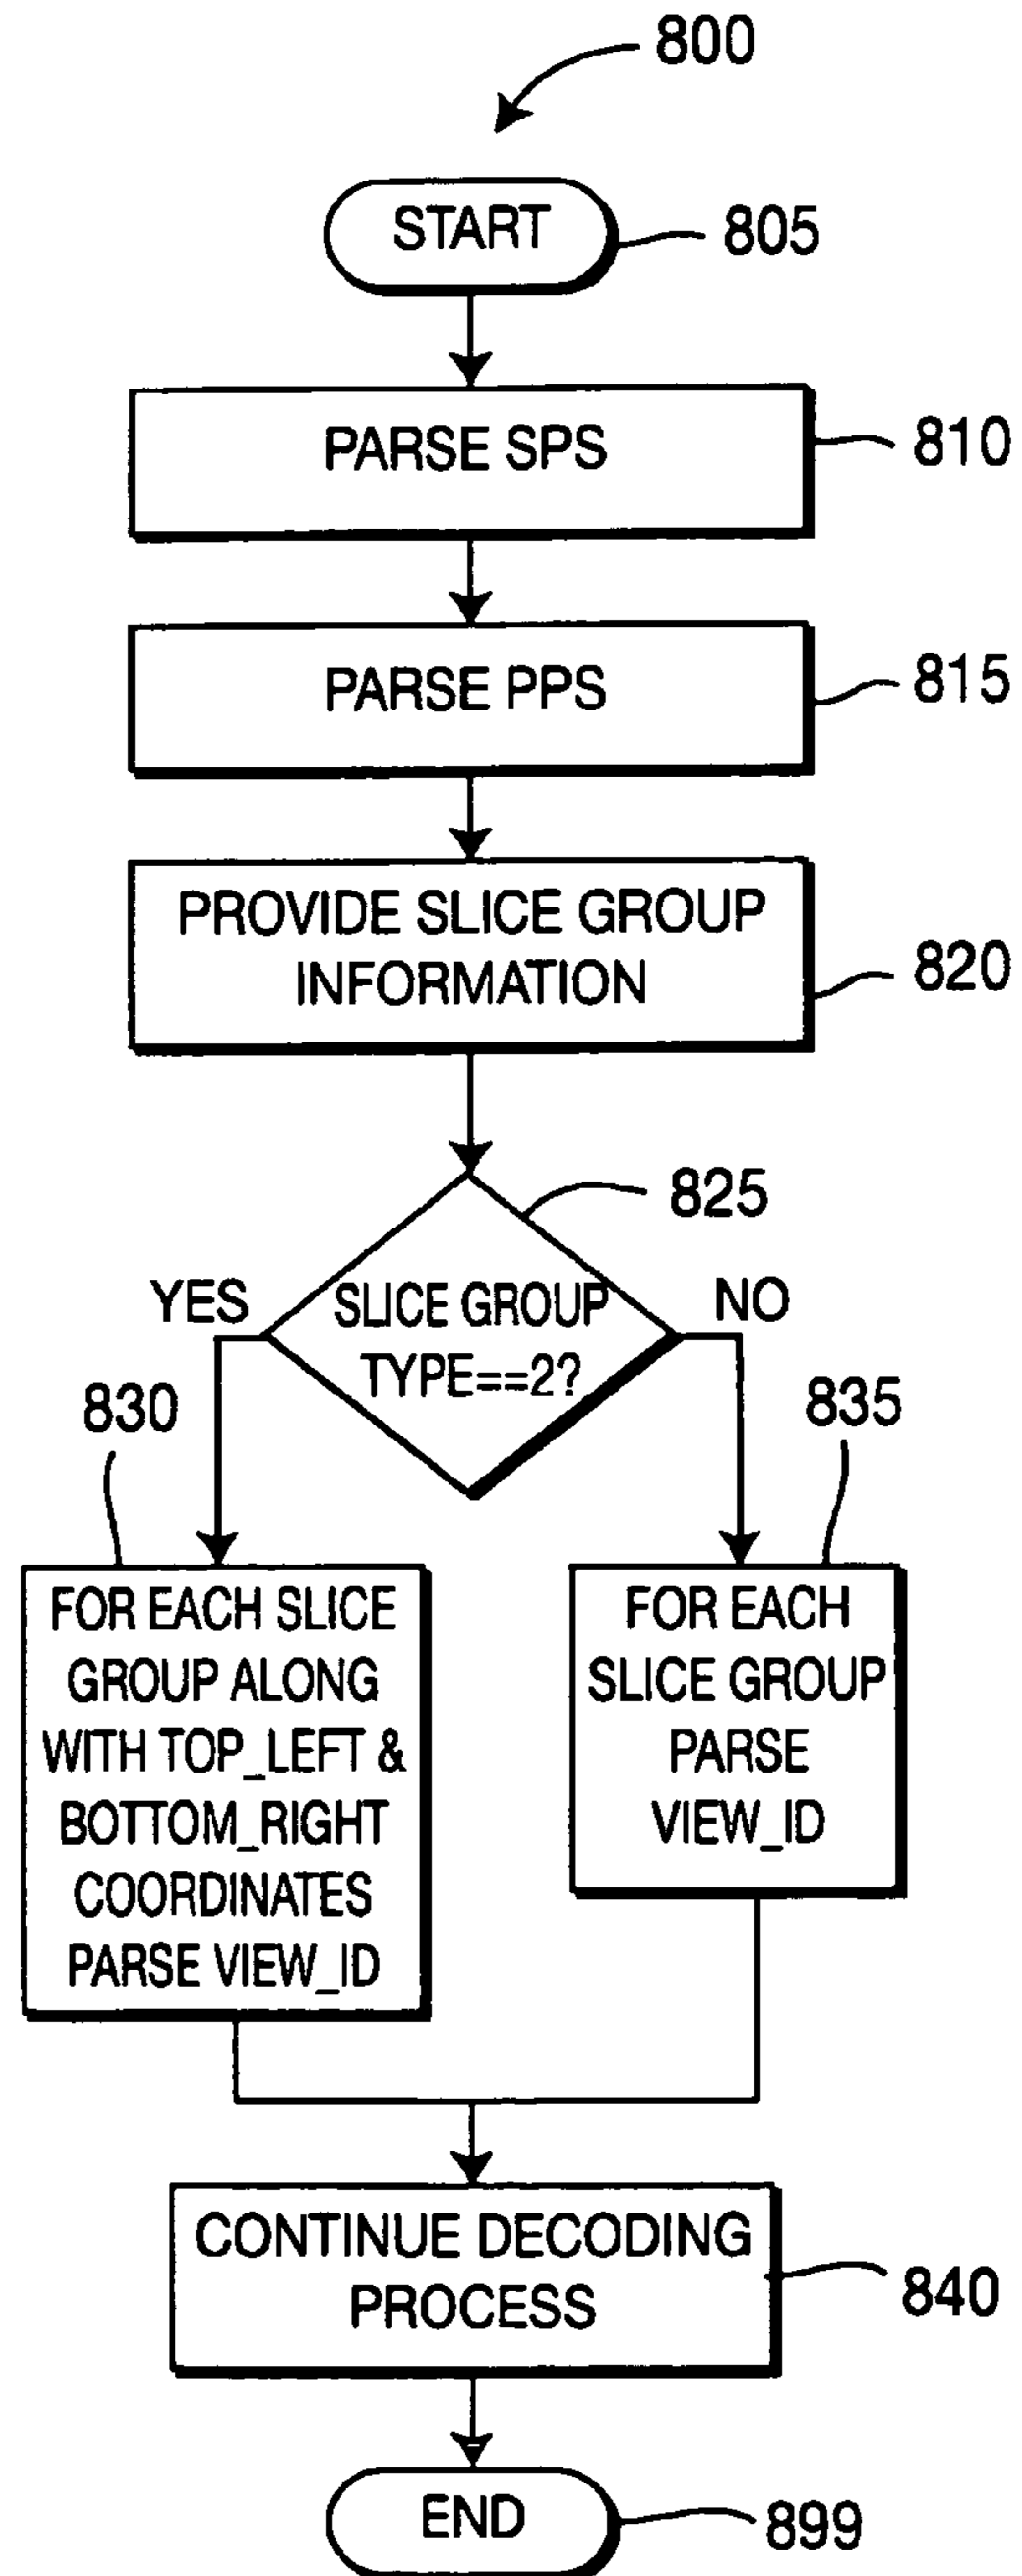 800
START
805
PARSE SPS
810
PARSE PPS
815
PROVIDE SLICE GROUP
INFORMATION
820
825
SLICE GROUP
TYPE==2?
YES
NO
830
835
FOR EACH SLICE
GROUP ALONG
WITH TOP_LEFT &
BOTTOM_RIGHT
COORDINATES
PARSE VIEW_ID
FOR EACH
SLICE GROUP
PARSE
VIEW_ID
CONTINUE DECODING
PROCESS
840
END
899